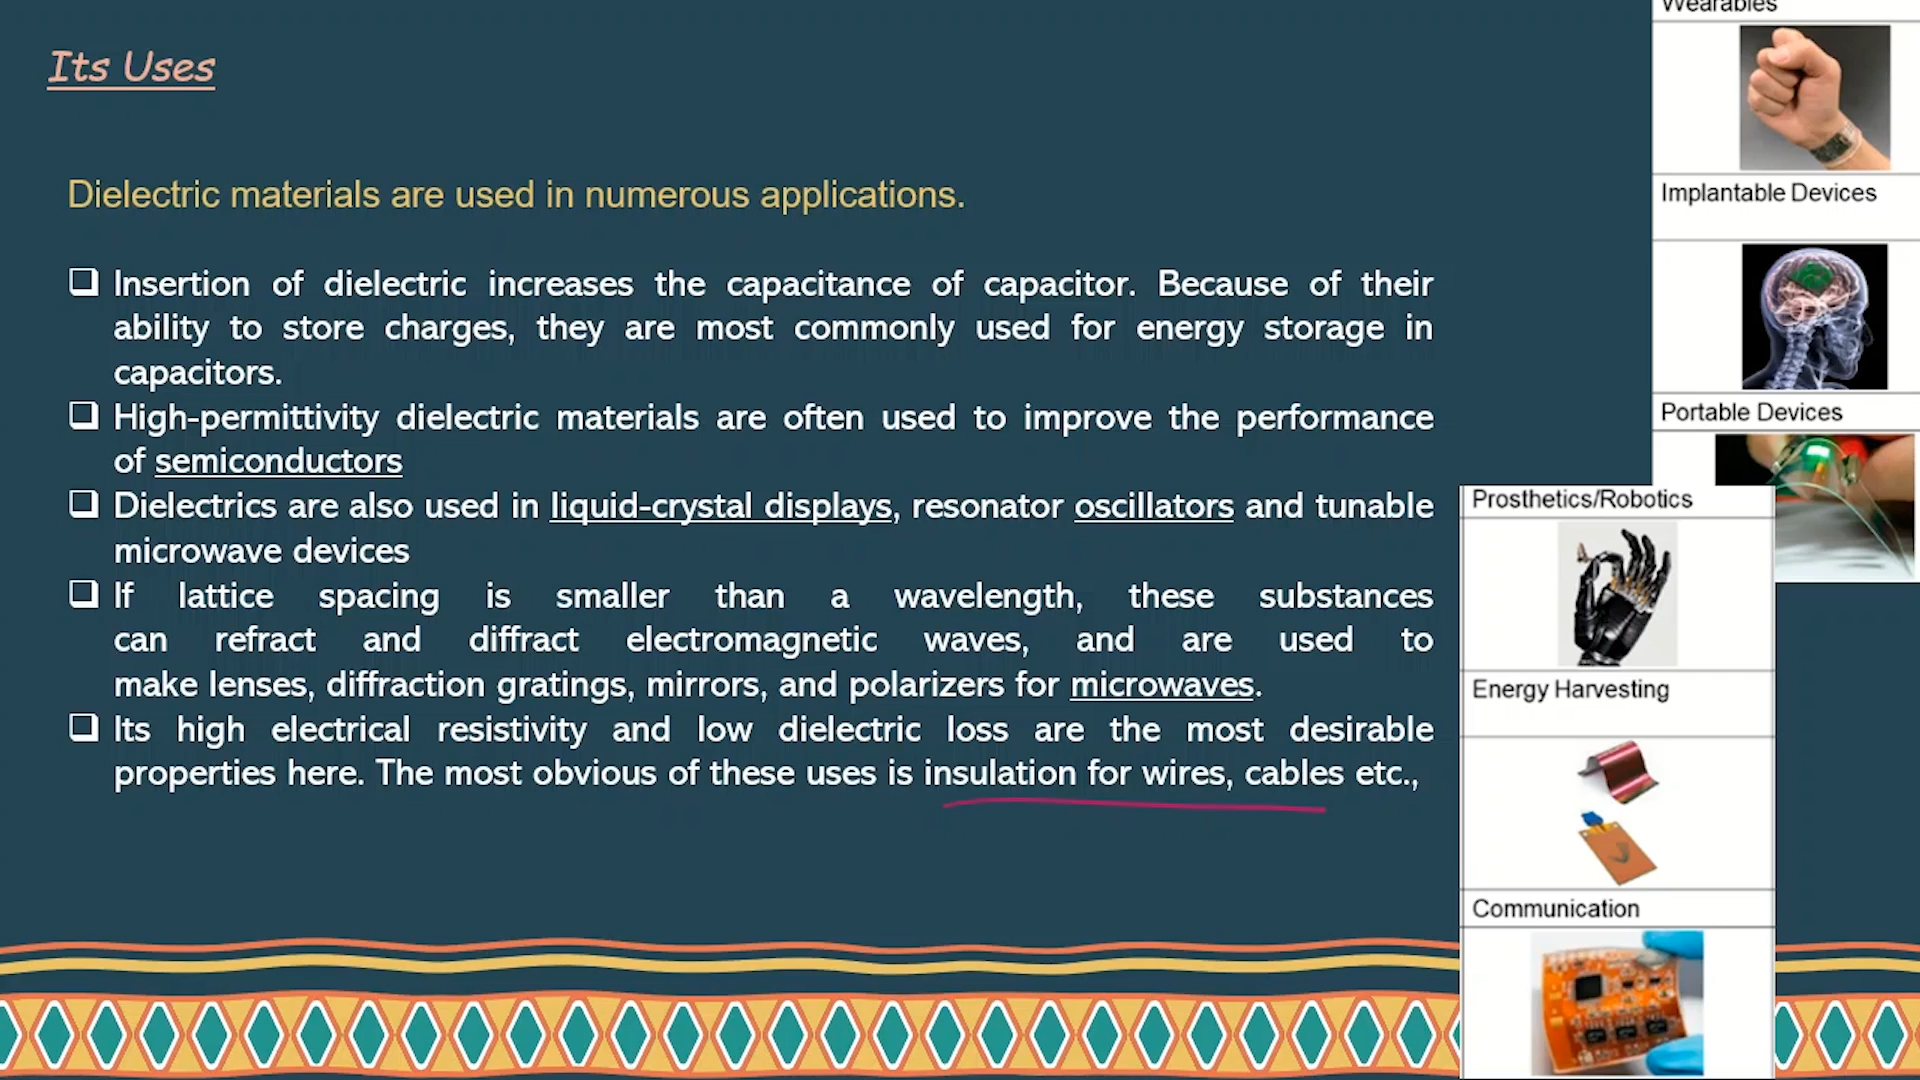 Its Uses
Dielectric materials are used in numerous applications.
Insertion of dielectric increases the capacitance of capacitor. Because of their
ability to store charges, they are most commonly used for energy storage in
capacitors.
High-permittivity dielectric materials are often used to improve the performance
of semiconductors
Dielectrics are also used in liquid-crystal displays, resonator oscillators and tunable
microwave devices
If lattice spacing is smaller than a wavelength, these substances
can refract and diffract electromagnetic waves, and are used to
make lenses, diffraction gratings, mirrors, and polarizers for microwaves.
Its high electrical resistivity and low dielectric loss are the most desirable
properties here. The most obvious of these uses is insulation for wires, cables etc.,
Wearables
Implantable Devices
Portable Devices
Prosthetics/Robotics
Energy Harvesting
Communication